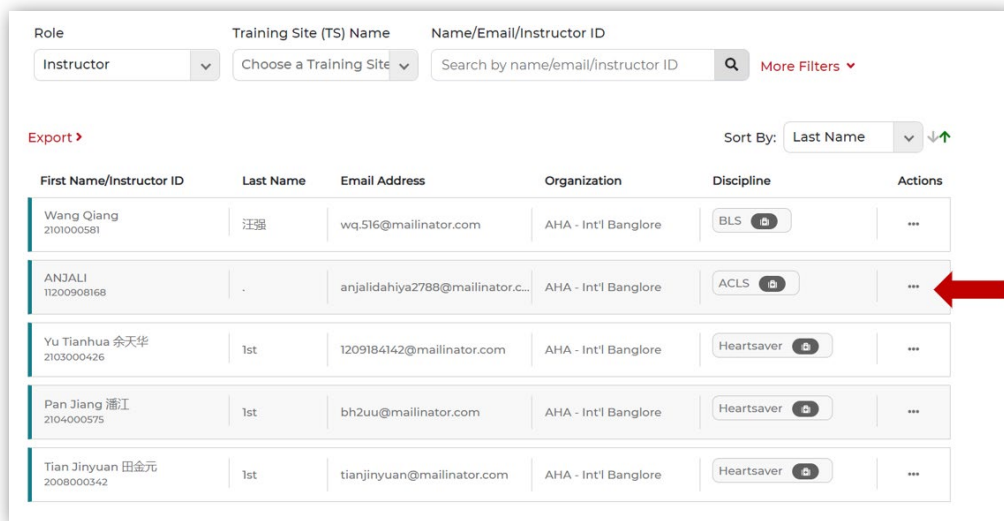 Role Training Site (TS) Name Name/Email/Instructor ID
Instructor Choose a Training Site Search by name/email/instructor ID More Filters
Export
Sort By: Last Name
First Name/Instructor ID Last Name Email Address Organization Discipline Actions
Wang Qiang 汪强 wq.516@mailinator.com AHA - Int'l Banglore BLS ...
2101000581
ANJALI . anjalidahiya2788@mailinator.c... AHA - Int'l Banglore ACLS ...
11200908168
Yu Tianhua 余天华 1st 1209184142@mailinator.com AHA - Int'l Banglore Heartsaver ...
2103000426
Pan Jiang 潘江 1st bh2uu@mailinator.com AHA - Int'l Banglore Heartsaver ...
2104000575
Tian Jinyuan 田金元 1st tianjinyuan@mailinator.com AHA - Int'l Banglore Heartsaver ...
2008000342